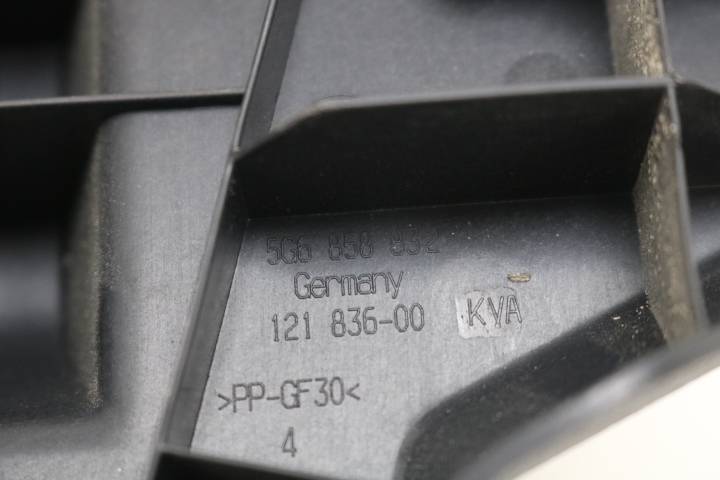 5G6 858 832
Germany
121 836-00 KVA
>PP-GF30<
4